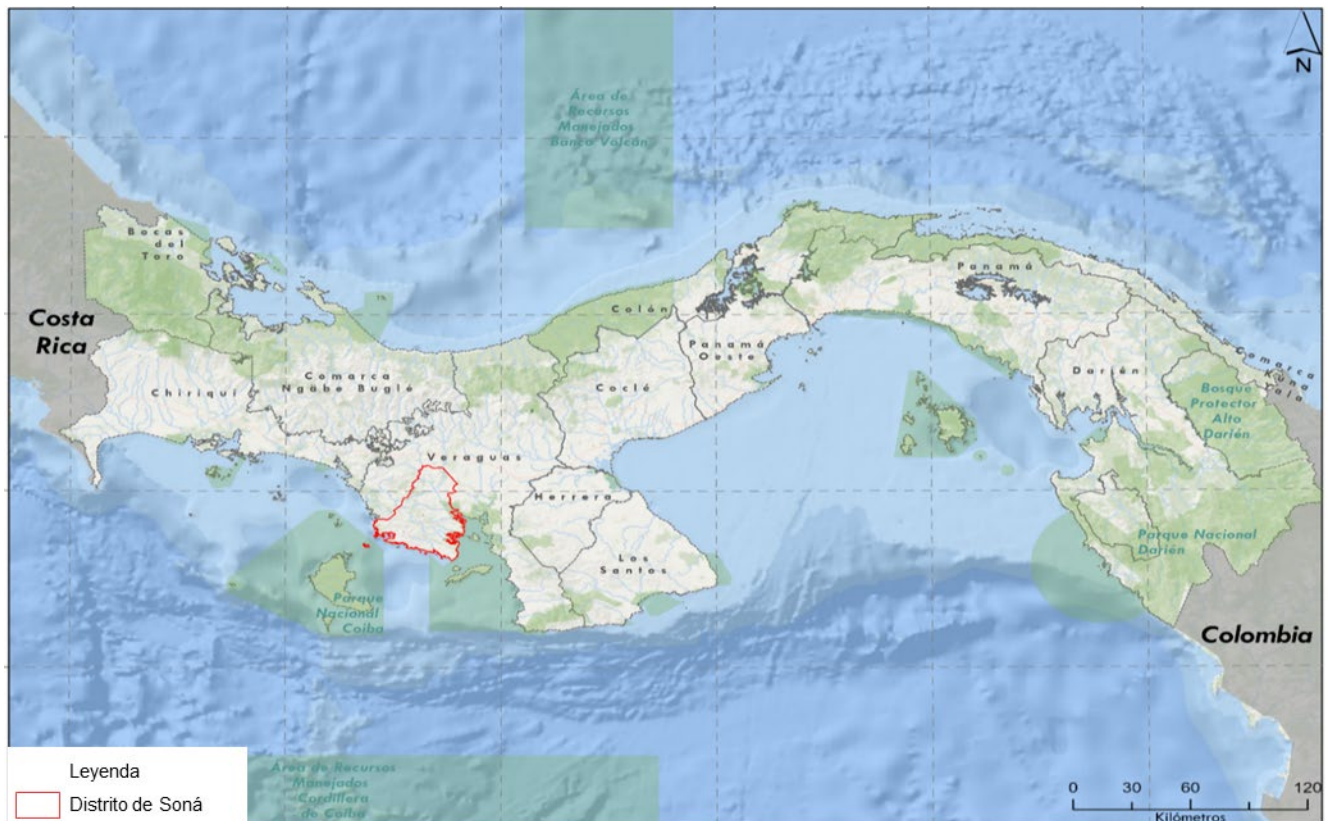 N
Área de
Recursos
Manejados
Banco Volcán
Bocas
del
Toro
Costa
Rica
Chiriquí
Comarca
Ngäbe Buglé
Veraguas
Colón
Coclé
Panamá
Oeste
Panamá
Darién
Comarca
Kuna
Yala
Bosque
Protector
Alto
Darién
Herrera
Los
Santos
Parque
Nacional
Coiba
Parque Nacional
Darién
Colombia
Área de Recursos
Manejados
Cordillera
de Coiba
Leyenda
Distrito de Soná
0 30 60 120
Kilómetros